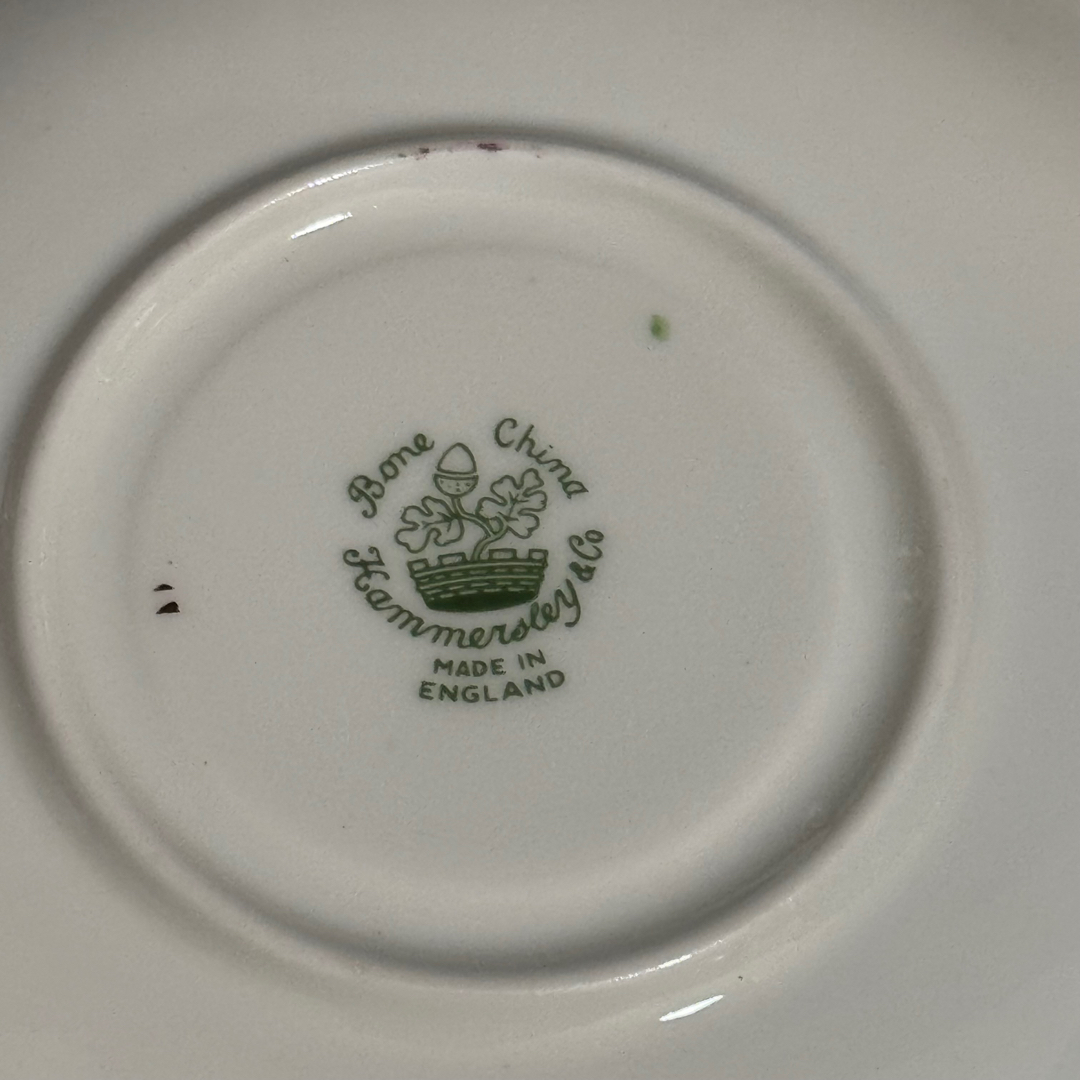 Bone China
Hammersley & Co
MADE IN
ENGLAND